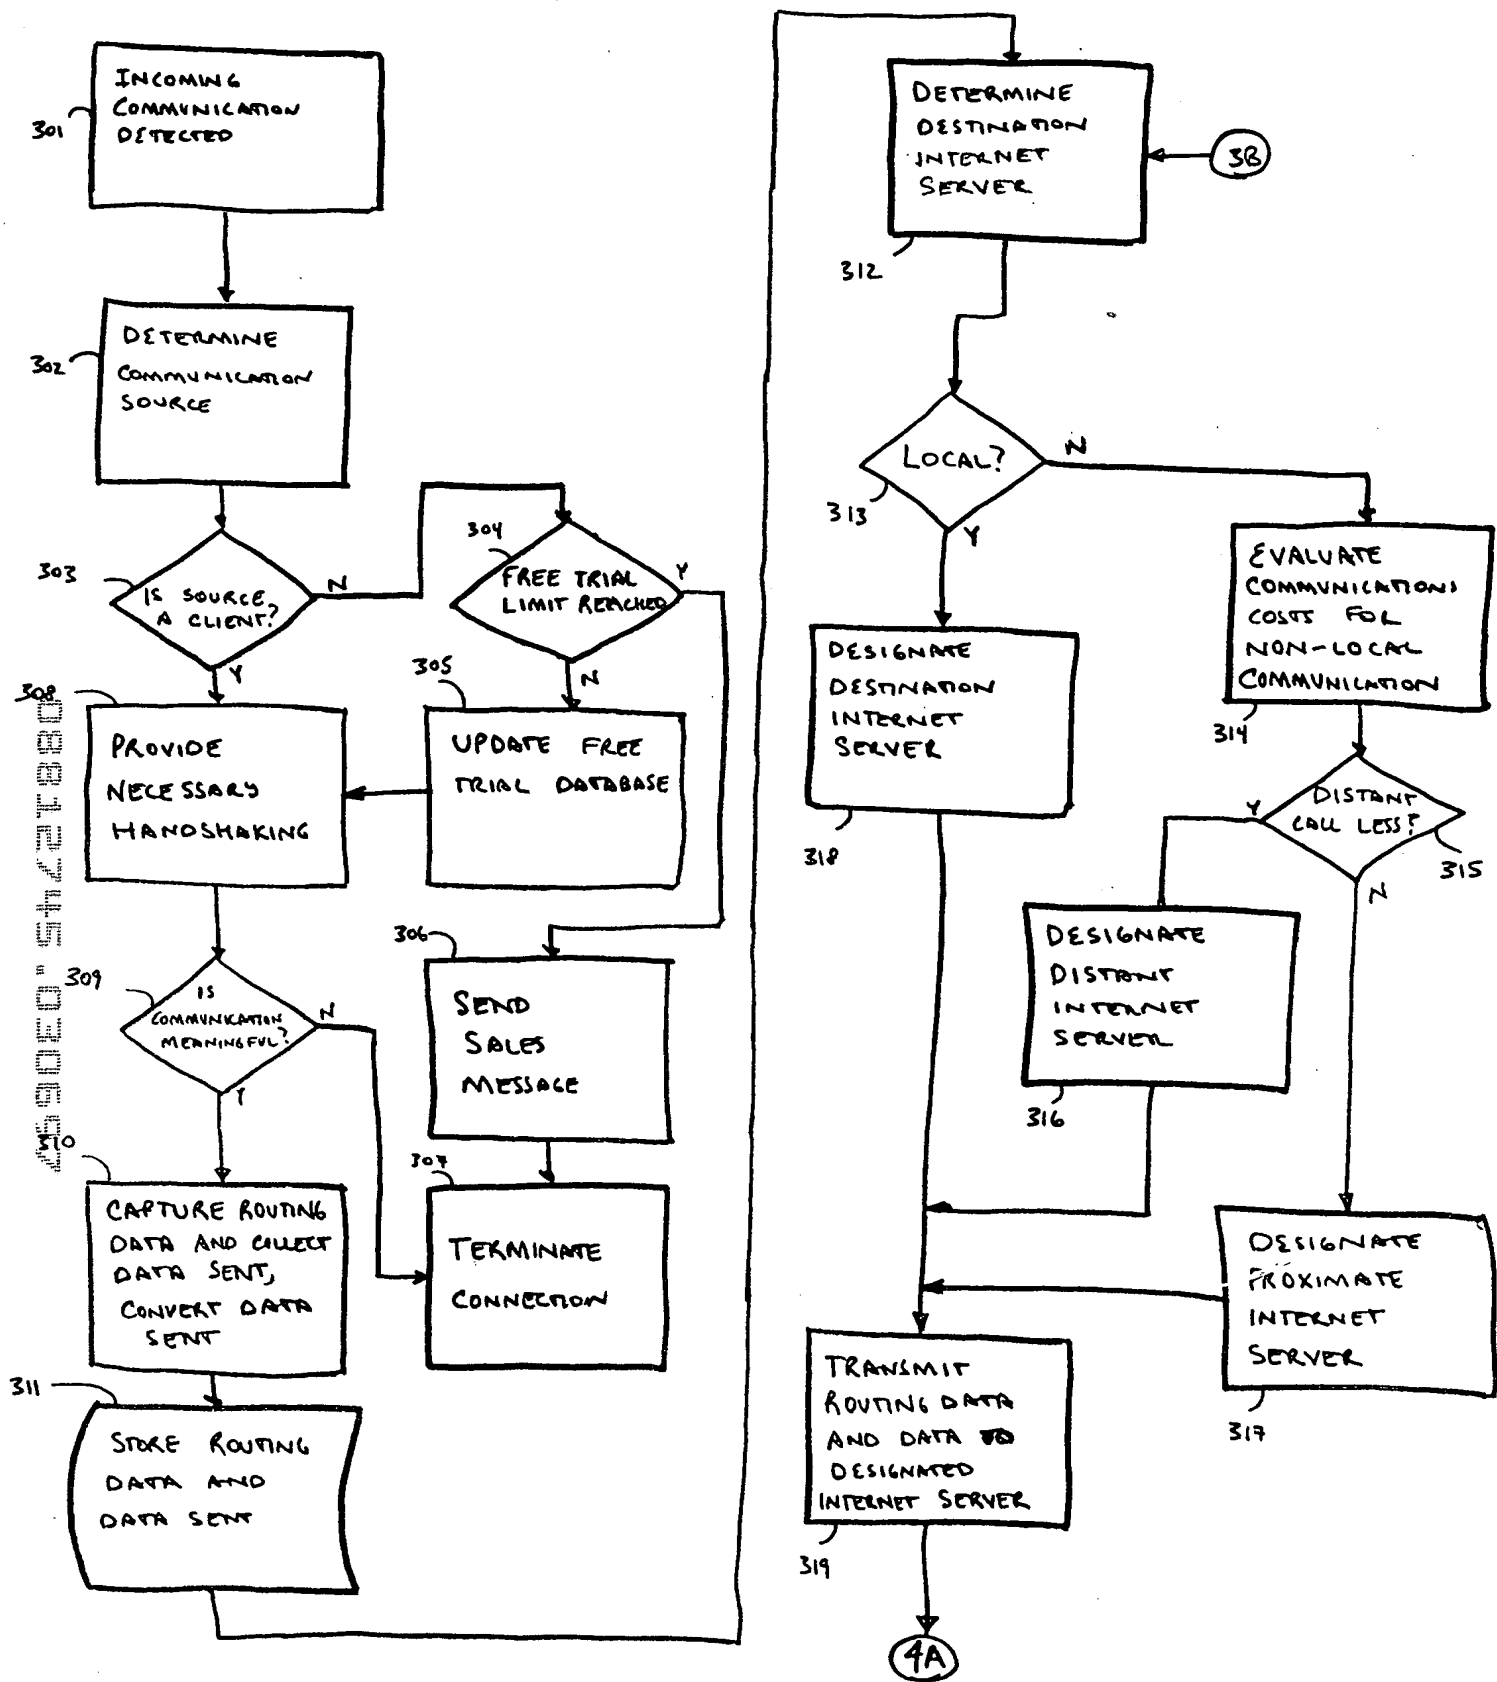 INCOMING
COMMUNICATION
DETECTED
301
DETERMINE
COMMUNICATION
SOURCE
302
303
IS SOURCE
A CLIENT?
N
Y
304
FREE TRIAL
LIMIT REACHED
Y
N
305
UPDATE FREE
TRIAL DATABASE
308
PROVIDE
NECESSARY
HANDSHAKING
306
SEND
SALES
MESSAGE
309
IS
COMMUNICATION
MEANINGFUL?
N
Y
307
TERMINATE
CONNECTION
310
CAPTURE ROUTING
DATA AND COLLECT
DATA SENT,
CONVERT DATA
SENT
311
STORE ROUTING
DATA AND
DATA SENT
08812745.030697
DETERMINE
DESTINATION
INTERNET
SERVER
3B
312
LOCAL?
N
313
Y
EVALUATE
COMMUNICATIONS
COSTS FOR
NON-LOCAL
COMMUNICATION
314
DESIGNATE
DESTINATION
INTERNET
SERVER
318
DISTANT
CALL LESS?
Y
315
N
DESIGNATE
DISTANT
INTERNET
SERVER
316
DESIGNATE
PROXIMATE
INTERNET
SERVER
317
TRANSMIT
ROUTING DATA
AND DATA TO
DESIGNATED
INTERNET SERVER
319
4A